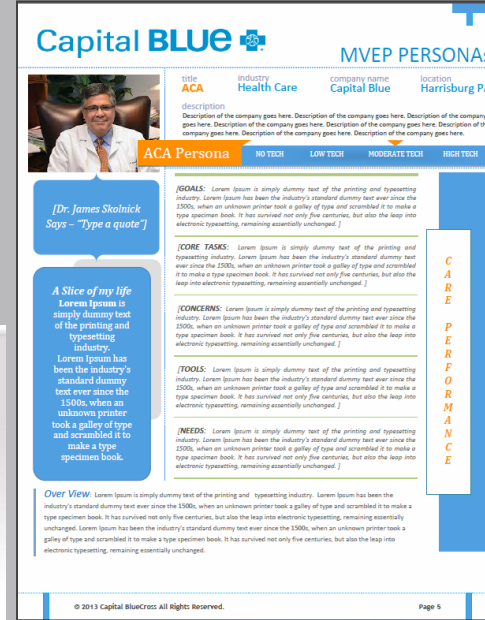 Capital BLUE
MVEP PERSONAs
title
ACA
industry
Health Care
company name
Capital Blue
location
Harrisburg PA
description
Description of the company goes here. Description of the company goes here. Description of the company
goes here. Description of the company goes here. Description of the company goes here. Description of the
company goes here. Description of the company goes here. Description of the company goes here.
ACA Persona
NO TECH
LOW TECH
MODERATE TECH
HIGH TECH
[Dr. James Skolnick
Says – "Type a quote"]
A Slice of my life
Lorem Ipsum is
simply dummy text
of the printing and
typesetting
industry.
Lorem Ipsum has
been the industry's
standard dummy
text ever since the
1500s, when an
unknown printer
took a galley of type
and scrambled it to
make a type
specimen book.
[GOALS: Lorem Ipsum is simply dummy text of the printing and typesetting
industry. Lorem Ipsum has been the industry's standard dummy text ever since the
1500s, when an unknown printer took a galley of type and scrambled it to make a
type specimen book. It has survived not only five centuries, but also the leap into
electronic typesetting, remaining essentially unchanged. ]
[CORE TASKS: Lorem Ipsum is simply dummy text of the printing and
typesetting industry. Lorem Ipsum has been the industry's standard dummy text
ever since the 1500s, when an unknown printer took a galley of type and scrambled
it to make a type specimen book. It has survived not only five centuries, but also the
leap into electronic typesetting, remaining essentially unchanged. ]
[CONCERNS: Lorem Ipsum is simply dummy text of the printing and typesetting
industry. Lorem Ipsum has been the industry's standard dummy text ever since the
1500s, when an unknown printer took a galley of type and scrambled it to make a
type specimen book. It has survived not only five centuries, but also the leap into
electronic typesetting, remaining essentially unchanged. ]
[TOOLS: Lorem Ipsum is simply dummy text of the printing and typesetting
industry. Lorem Ipsum has been the industry's standard dummy text ever since the
1500s, when an unknown printer took a galley of type and scrambled it to make a
type specimen book. It has survived not only five centuries, but also the leap into
electronic typesetting, remaining essentially unchanged. ]
[NEEDS: Lorem Ipsum is simply dummy text of the printing and typesetting
industry. Lorem Ipsum has been the industry's standard dummy text ever since the
1500s, when an unknown printer took a galley of type and scrambled it to make a
type specimen book. It has survived not only five centuries, but also the leap into
electronic typesetting, remaining essentially unchanged. ]
CARE PERFORMANCE
Over View: Lorem Ipsum is simply dummy text of the printing and typesetting industry. Lorem Ipsum has been the
industry's standard dummy text ever since the 1500s, when an unknown printer took a galley of type and scrambled it to make a
type specimen book. It has survived not only five centuries, but also the leap into electronic typesetting, remaining essentially
unchanged. Lorem Ipsum has been the industry's standard dummy text ever since the 1500s, when an unknown printer took a
galley of type and scrambled it to make a type specimen book. It has survived not only five centuries, but also the leap into
electronic typesetting, remaining essentially unchanged.
© 2013 Capital BlueCross All Rights Reserved.
Page 5